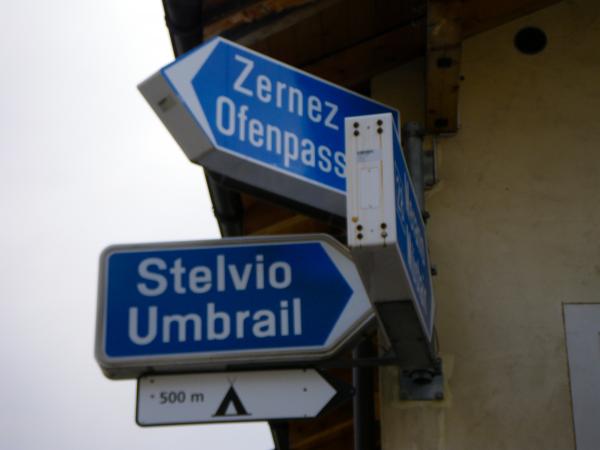 Zernez
Ofenpass
Stelvio
Umbrail
500 m